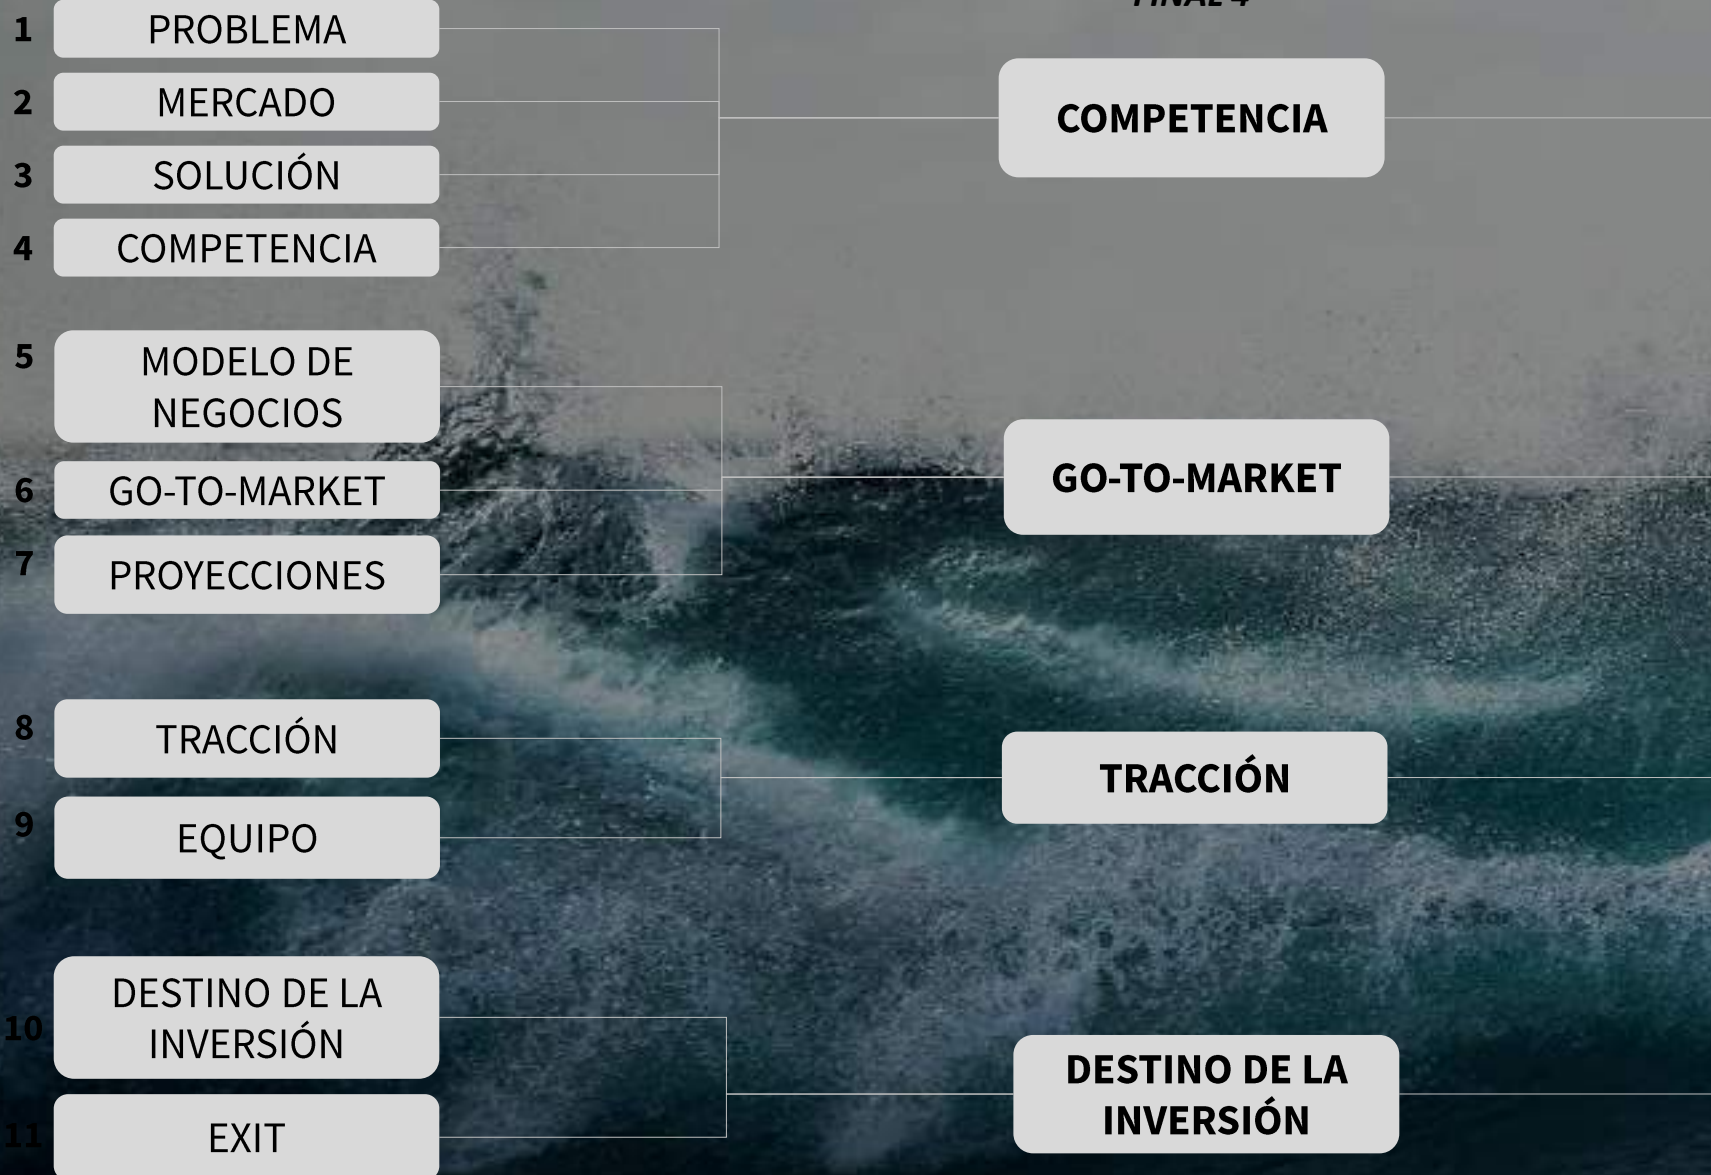 FINAL 4
1 PROBLEMA
2 MERCADO
3 SOLUCIÓN
4 COMPETENCIA
COMPETENCIA
5 MODELO DE
NEGOCIOS
6 GO-TO-MARKET
7 PROYECCIONES
GO-TO-MARKET
8 TRACCIÓN
9 EQUIPO
TRACCIÓN
10 DESTINO DE LA
INVERSIÓN
11 EXIT
DESTINO DE LA
INVERSIÓN